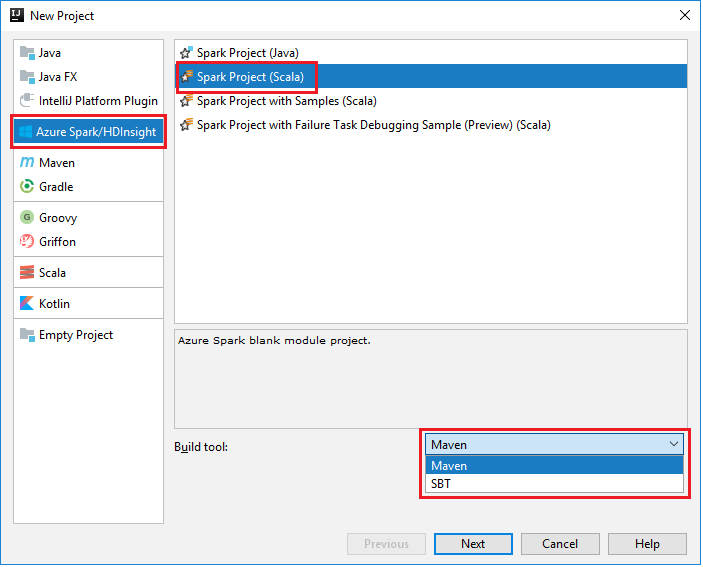 New Project
Java
Java FX
IntelliJ Platform Plugin
Azure Spark/HDInsight
Maven
Gradle
Groovy
Griffon
Scala
Kotlin
Empty Project
Spark Project (Java)
Spark Project (Scala)
Spark Project with Samples (Scala)
Spark Project with Failure Task Debugging Sample (Preview) (Scala)
Azure Spark blank module project.
Build tool:
Maven
Maven
SBT
Previous
Next
Cancel
Help